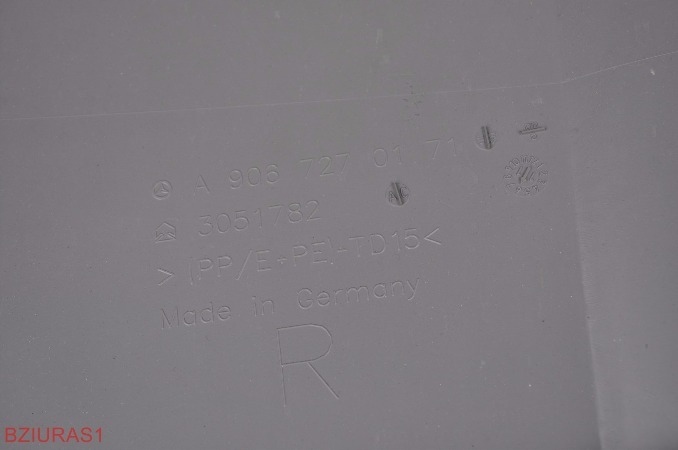 A 906 727 01 71
3051782
> (PP/E+PE)-TD15<
Made in Germany
R
BZIURAS1